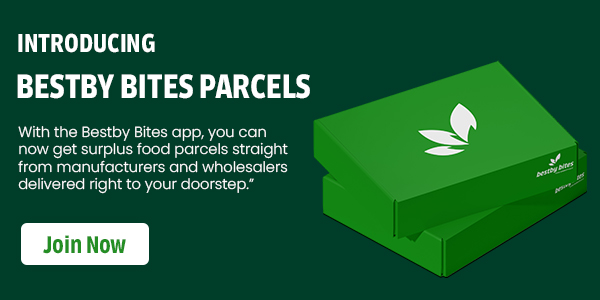 INTRODUCING
BESTBY BITES PARCELS
With the Bestby Bites app, you can
now get surplus food parcels straight
from manufacturers and wholesalers
delivered right to your doorstep.”
Join Now
bestby bites